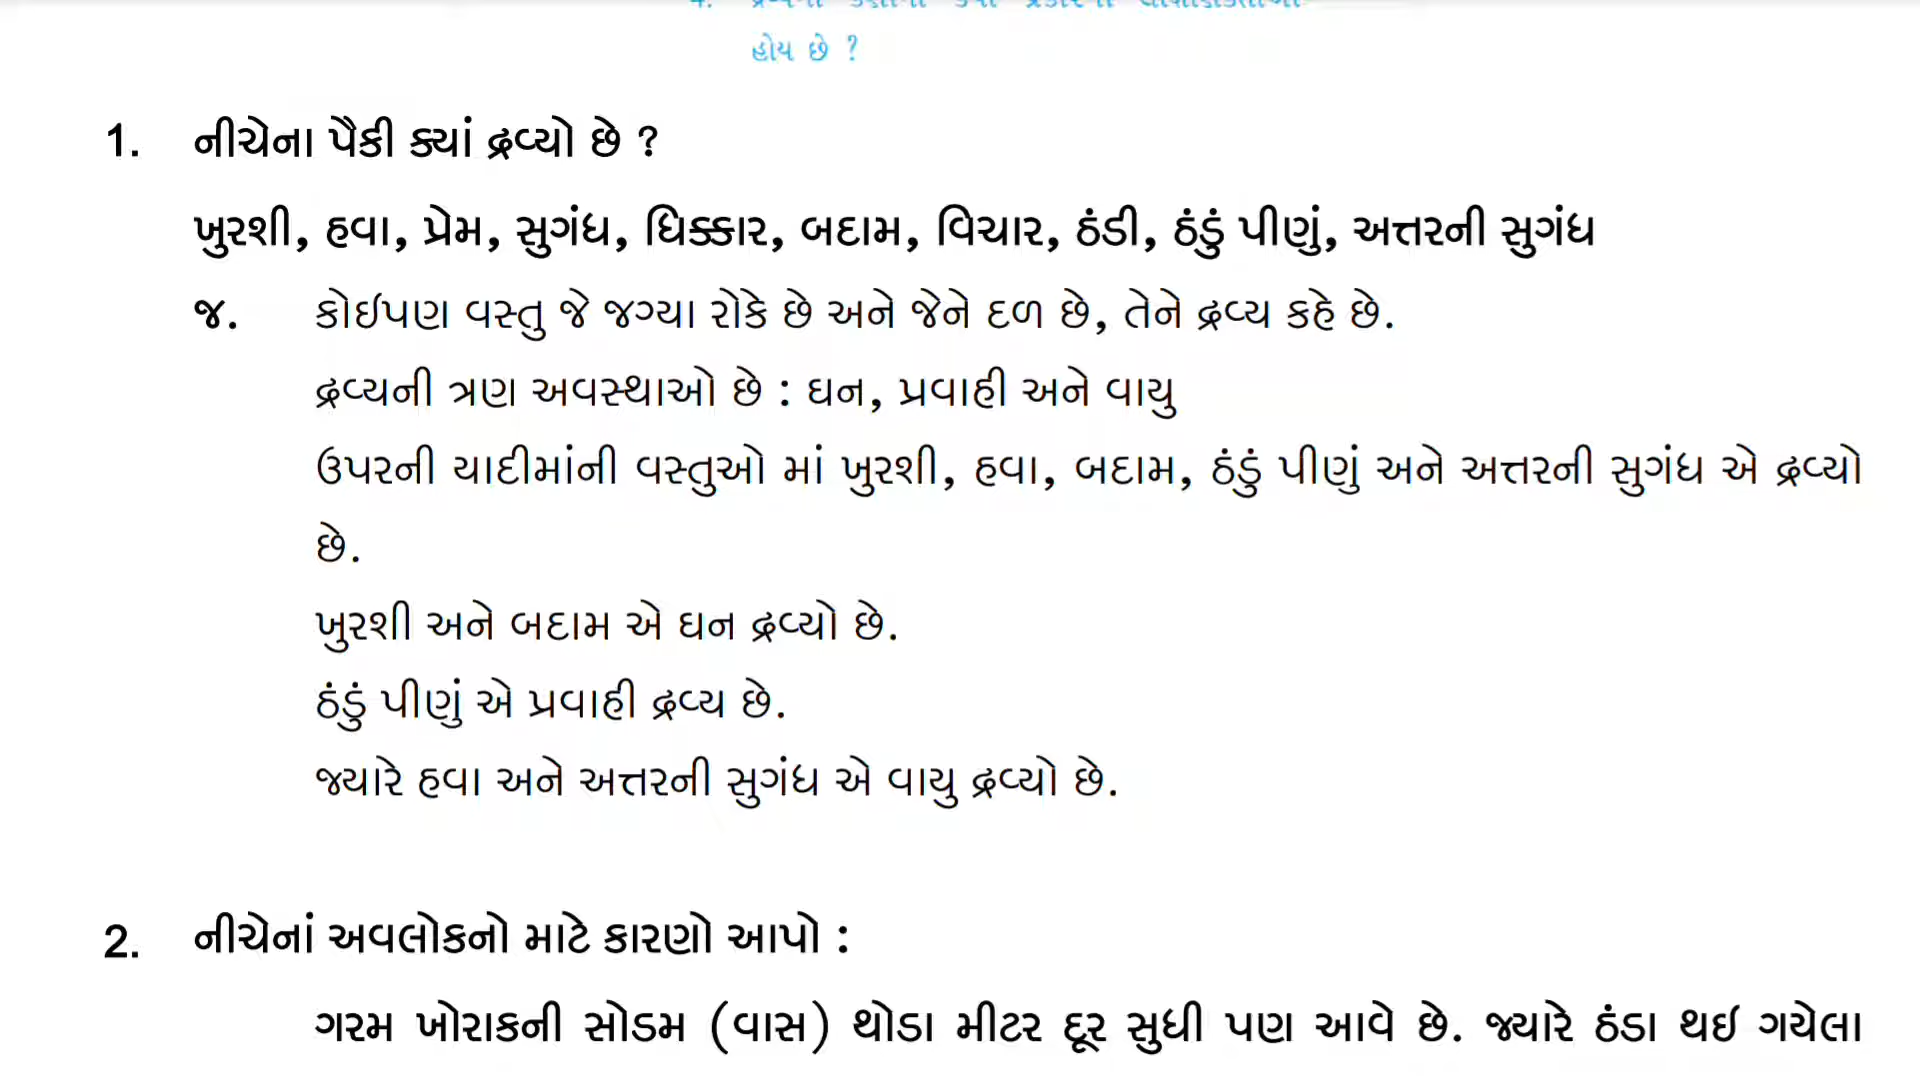 હોય છે ?
1. નીચેના પૈકી ક્યાં દ્રવ્યો છે ?
ખુરશી, હવા, પ્રેમ, સુગંધ, ધિક્કાર, બદામ, વિચાર, ઠંડી, ઠંડું પીણું, અત્તરની સુગંધ
જ. કોઈપણ વસ્તુ જે જગ્યા રોકે છે અને જેને દળ છે, તેને દ્રવ્ય કહે છે.
દ્રવ્યની ત્રણ અવસ્થાઓ છે : ઘન, પ્રવાહી અને વાયુ
ઉપરની યાદીમાંની વસ્તુઓ માં ખુરશી, હવા, બદામ, ઠંડું પીણું અને અત્તરની સુગંધ એ દ્રવ્યો
છે.
ખુરશી અને બદામ એ ઘન દ્રવ્યો છે.
ઠંડું પીણું એ પ્રવાહી દ્રવ્ય છે.
જ્યારે હવા અને અત્તરની સુગંધ એ વાયુ દ્રવ્યો છે.
2. નીચેનાં અવલોકનો માટે કારણો આપો :
ગરમ ખોરાકની સોડમ (વાસ) થોડા મીટર દૂર સુધી પણ આવે છે. જ્યારે ઠંડા થઈ ગયેલા